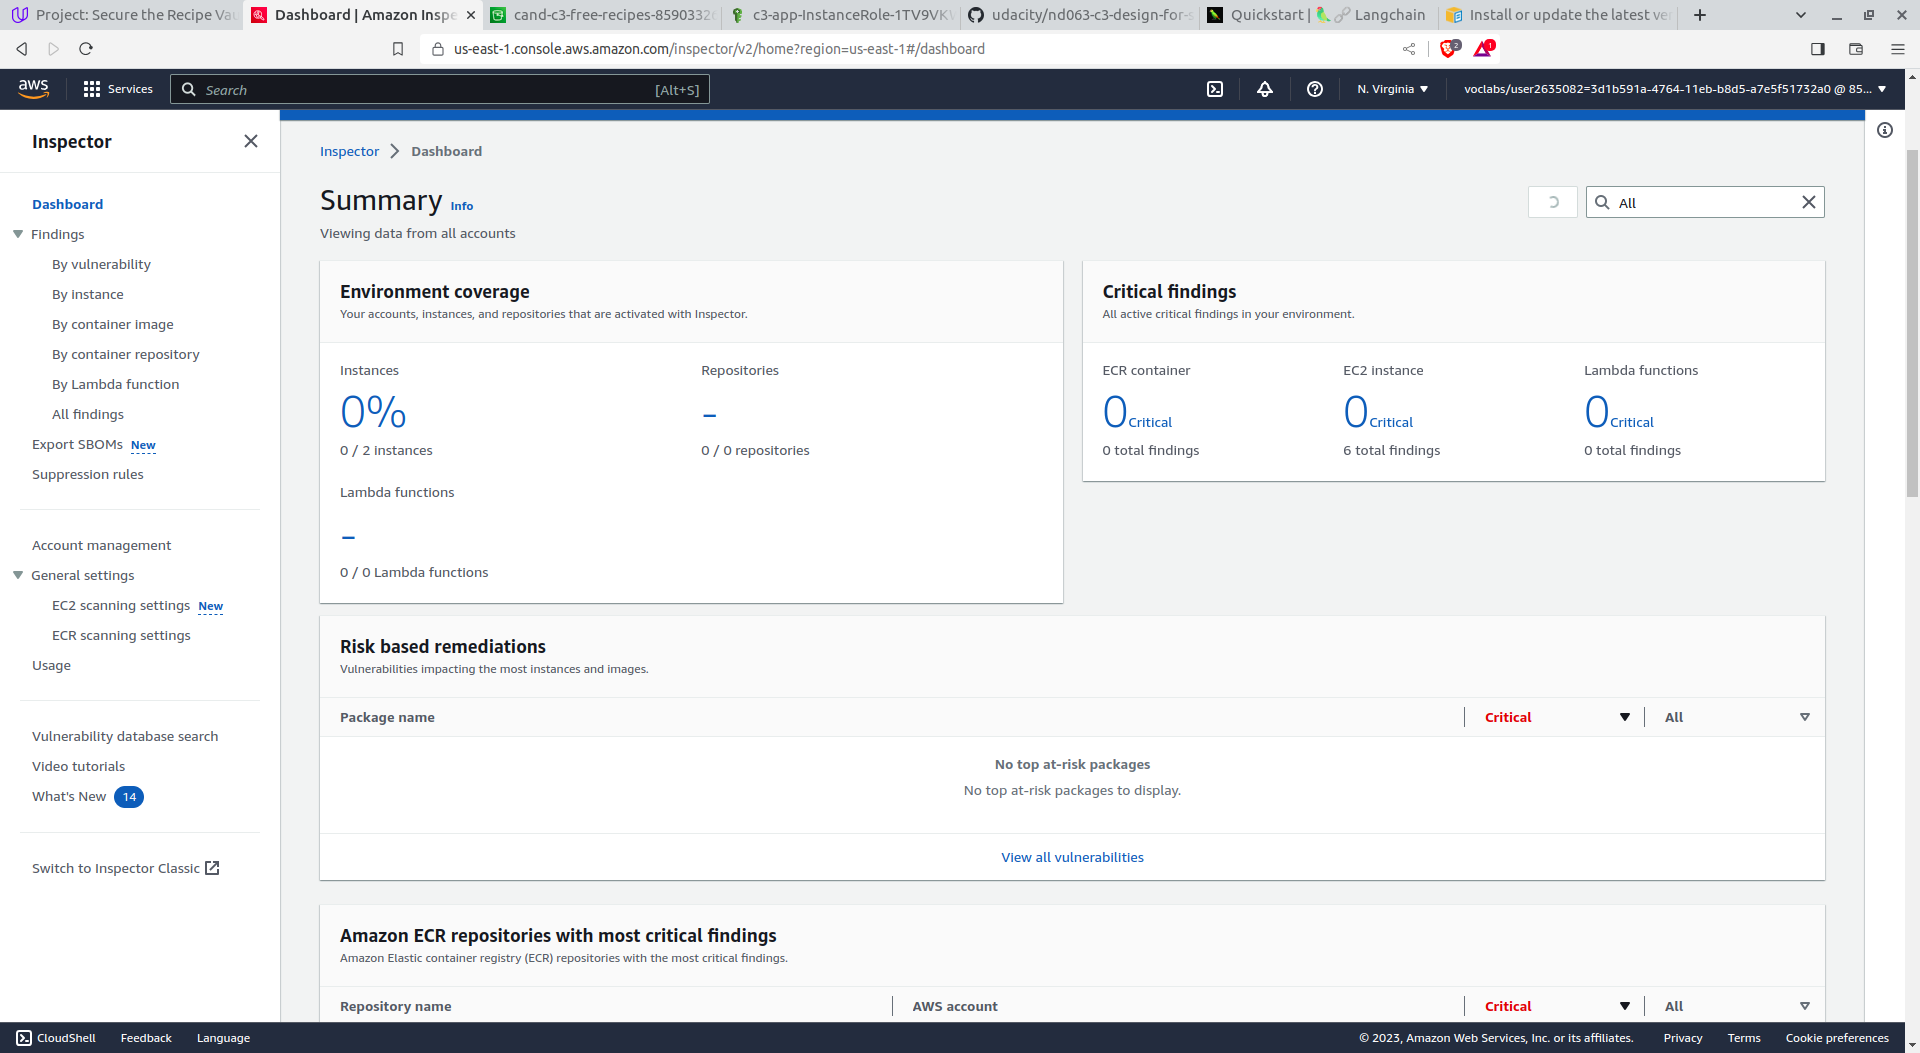 Project: Secure the Recipe Vau
Dashboard | Amazon Inspe
cand-c3-free-recipes-8590332
c3-app-InstanceRole-1TV9VKV
udacity/nd063-c3-design-for-s
Quickstart | 🦜🔗 Langchain
Install or update the latest ve
us-east-1.console.aws.amazon.com/inspector/v2/home?region=us-east-1#/dashboard
2
1
aws
Services
Search
[Alt+S]
N. Virginia
voclabs/user2635082=3d1b591a-4764-11eb-b8d5-a7e5f51732a0 @ 85...
Inspector
Dashboard
Findings
By vulnerability
By instance
By container image
By container repository
By Lambda function
All findings
Export SBOMs New
Suppression rules
Account management
General settings
EC2 scanning settings New
ECR scanning settings
Usage
Vulnerability database search
Video tutorials
What's New 14
Switch to Inspector Classic
Inspector > Dashboard
Summary Info
Viewing data from all accounts
All
Environment coverage
Your accounts, instances, and repositories that are activated with Inspector.
Instances
0%
0 / 2 instances
Repositories
-
0 / 0 repositories
Lambda functions
-
0 / 0 Lambda functions
Critical findings
All active critical findings in your environment.
ECR container
0 Critical
0 total findings
EC2 instance
0 Critical
6 total findings
Lambda functions
0 Critical
0 total findings
Risk based remediations
Vulnerabilities impacting the most instances and images.
Package name
Critical
All
No top at-risk packages
No top at-risk packages to display.
View all vulnerabilities
Amazon ECR repositories with most critical findings
Amazon Elastic container registry (ECR) repositories with the most critical findings.
Repository name
AWS account
Critical
All
CloudShell
Feedback
Language
© 2023, Amazon Web Services, Inc. or its affiliates.
Privacy
Terms
Cookie preferences